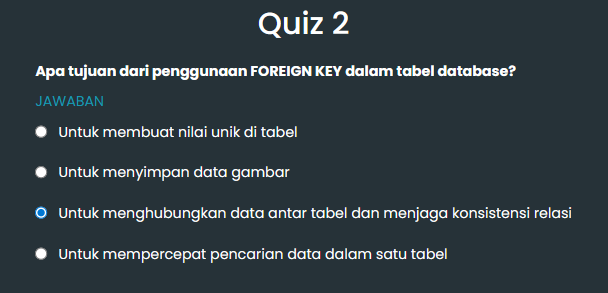 Quiz 2
Apa tujuan dari penggunaan FOREIGN KEY dalam tabel database?
JAWABAN
Untuk membuat nilai unik di tabel
Untuk menyimpan data gambar
Untuk menghubungkan data antar tabel dan menjaga konsistensi relasi
Untuk mempercepat pencarian data dalam satu tabel